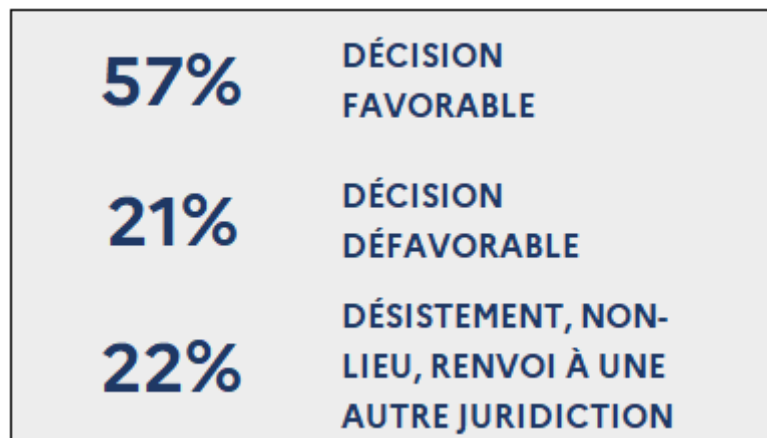 57%
DÉCISION
FAVORABLE
21%
DÉCISION
DÉFAVORABLE
22%
DÉSISTEMENT, NON-
LIEU, RENVOI À UNE
AUTRE JURIDICTION